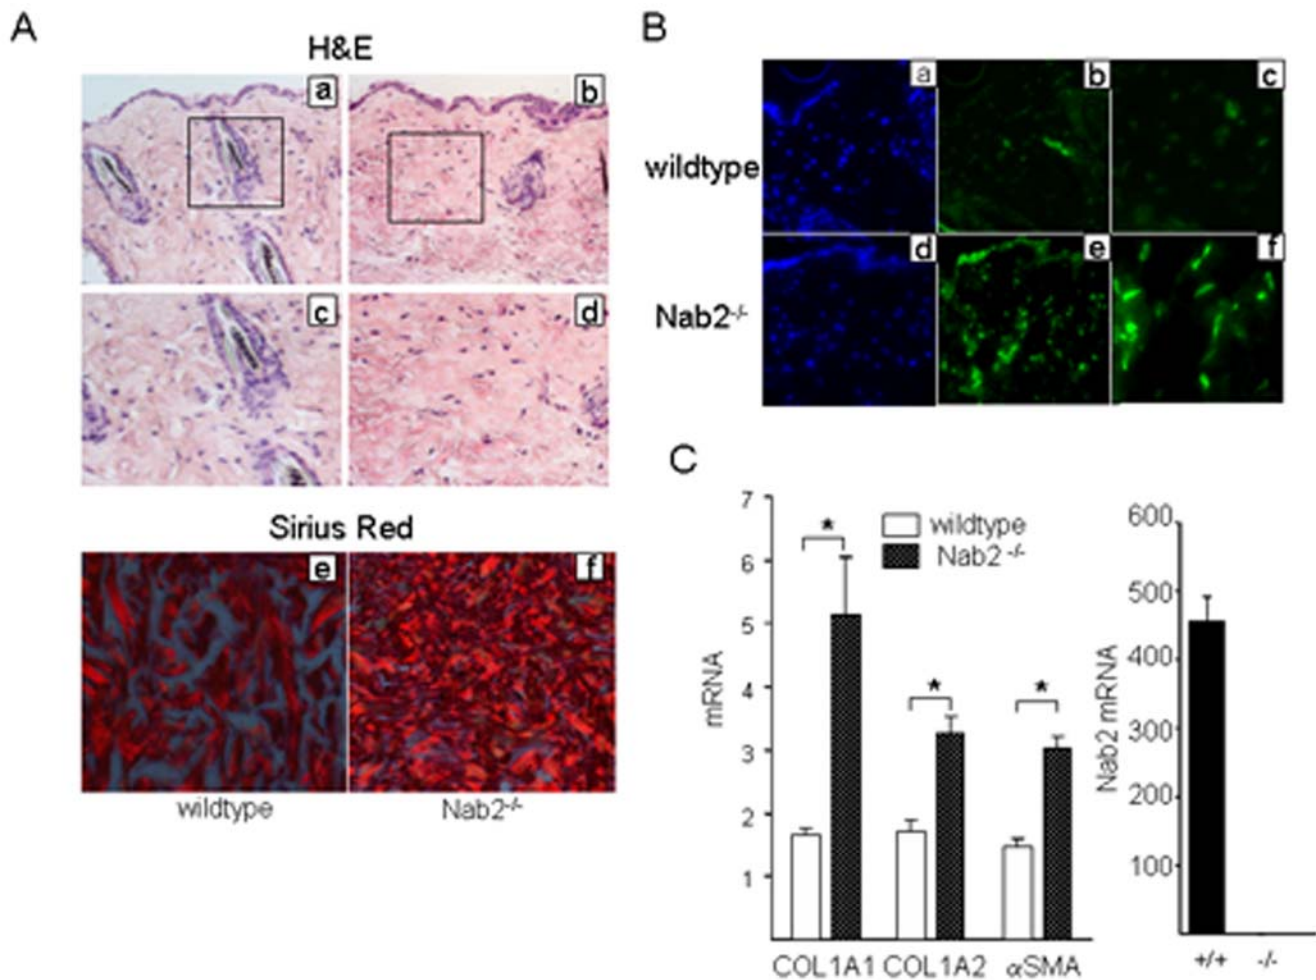 A
H&E
a
b
c
d
Sirius Red
e
f
wildtype
Nab2-/-
B
a
b
c
wildtype
d
e
f
Nab2-/-
C
7
6
5
4
3
2
1
mRNA
*
*
*
wildtype
Nab2 -/-
COL1A1 COL1A2 αSMA
600
500
400
300
200
100
Nab2 mRNA
+/+ -/-